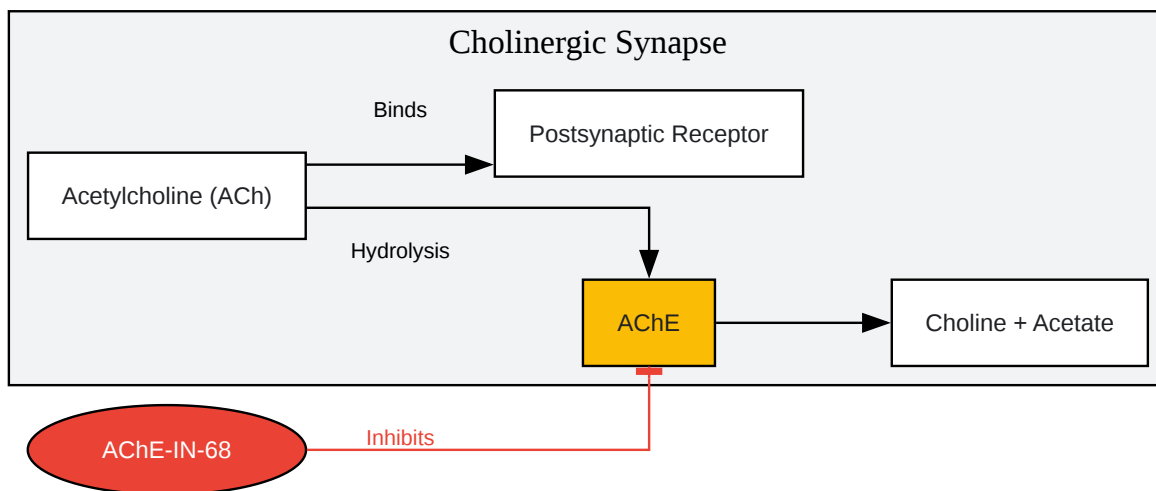 Cholinergic Synapse
Binds
Postsynaptic Receptor
Acetylcholine (ACh)
Hydrolysis
AChE
Choline + Acetate
AChE-IN-68
Inhibits